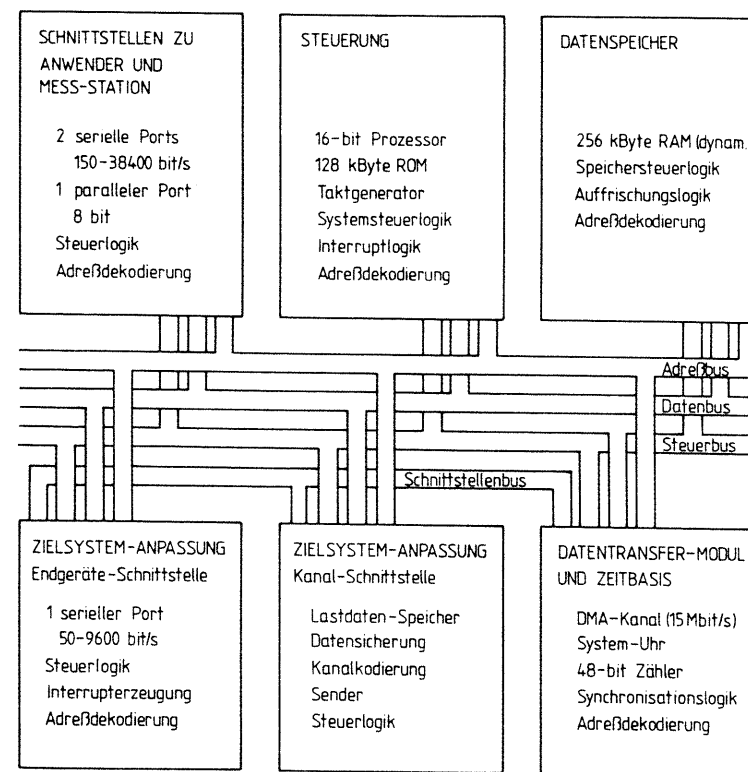 SCHNITTSTELLEN ZU
ANWENDER UND
MESS-STATION
2 serielle Ports
150-38400 bit/s
1 paralleler Port
8 bit
Steuerlogik
Adreßdekodierung
STEUERUNG
16-bit Prozessor
128 kByte ROM
Taktgenerator
Systemsteuerlogik
Interruptlogik
Adreßdekodierung
DATENSPEICHER
256 kByte RAM (dynam.
Speichersteuerlogik
Auffrischungslogik
Adreßdekodierung
Adreßbus
Datenbus
Steuerbus
Schnittstellenbus
ZIELSYSTEM-ANPASSUNG
Endgeräte-Schnittstelle
1 serieller Port
50-9600 bit/s
Steuerlogik
Interrupterzeugung
Adreßdekodierung
ZIELSYSTEM-ANPASSUNG
Kanal-Schnittstelle
Lastdaten-Speicher
Datensicherung
Kanalkodierung
Sender
Steuerlogik
DATENTRANSFER-MODUL
UND ZEITBASIS
DMA-Kanal (15 Mbit/s)
System-Uhr
48-bit Zähler
Synchronisationslogik
Adreßdekodierung